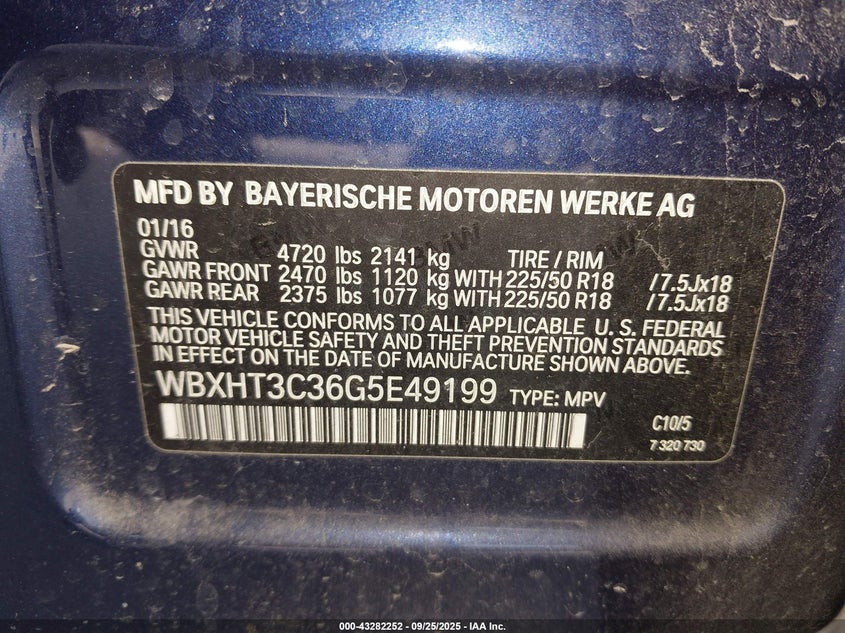 MFD BY BAYERISCHE MOTOREN WERKE AG
01/16
GVWR 4720 lbs 2141 kg TIRE / RIM
GAWR FRONT 2470 lbs 1120 kg WITH 225/50 R18 /7.5Jx18
GAWR REAR 2375 lbs 1077 kg WITH 225/50 R18 /7.5Jx18
THIS VEHICLE CONFORMS TO ALL APPLICABLE U. S. FEDERAL
MOTOR VEHICLE SAFETY AND THEFT PREVENTION STANDARDS
IN EFFECT ON THE DATE OF MANUFACTURE SHOWN ABOVE.
WBXHT3C36G5E49199 TYPE: MPV
C10/5
7 320 730
000-43282252 - 09/25/2025 - IAA Inc.